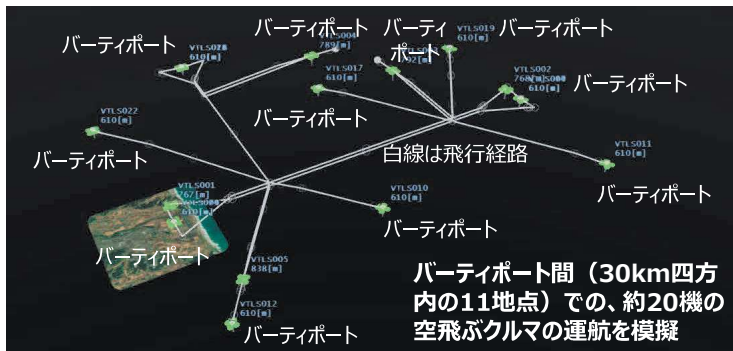 バーティポート
610[m]
バーティポート
VTLS004
789[m]
バーティ
ポート
VTLS019
610[m]
バーティポート
VTLS017
610[m]
バーティポート
VTLS002
バーティポート
VTLS022
610[m]
バーティポート
白線は飛行経路
VTLS011
610[m]
バーティポート
VTLS001
767[m]
610[m]
バーティポート
VTLS010
610[m]
バーティポート
VTLS005
838[m]
VTLS012
610[m]
バーティポート
バーティポート間（30km四方
内の11地点）での、約20機の
空飛ぶクルマの運航を模擬